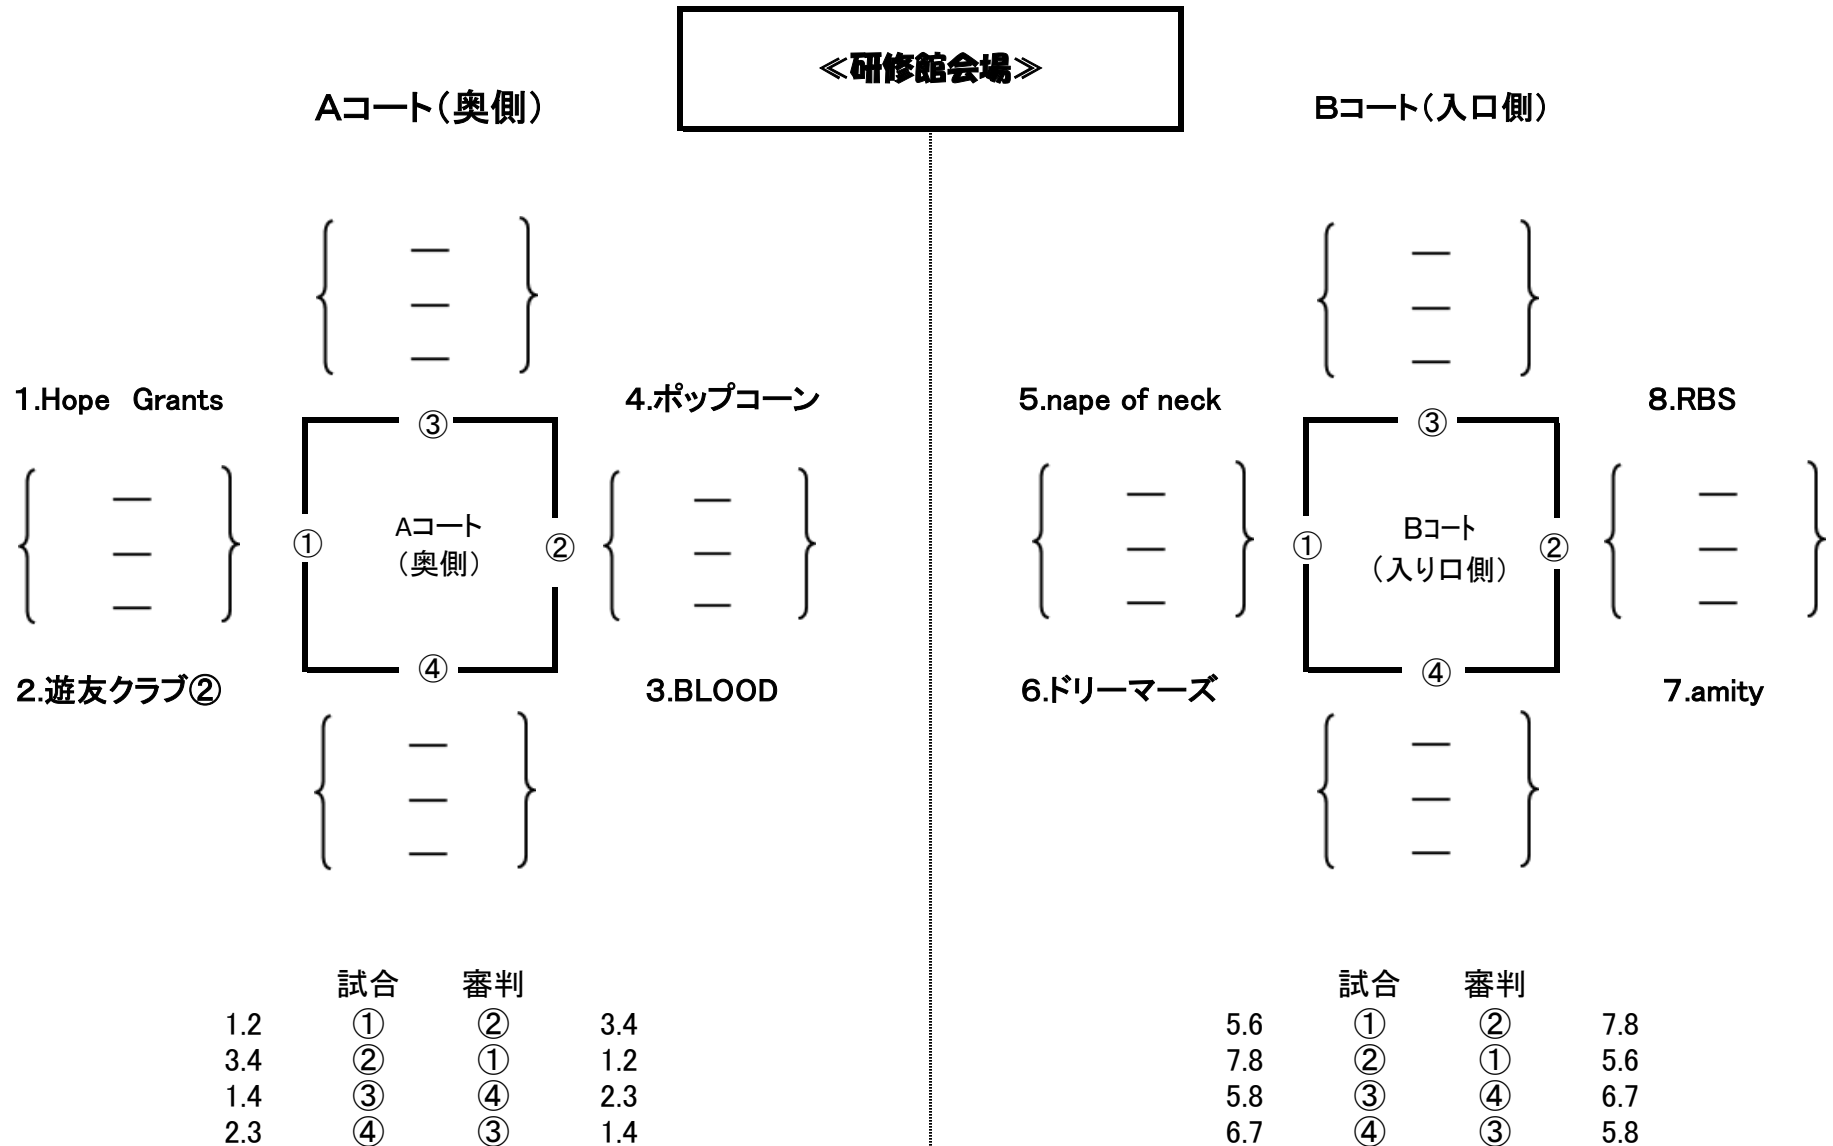 ≪研修館会場≫
Aコート（奥側）
Bコート（入口側）
1.Hope Grants
4.ポップコーン
③
①
Aコート
（奥側）
②
④
2.遊友クラブ②
3.BLOOD
5.nape of neck
8.RBS
③
①
Bコート
（入り口側）
②
④
6.ドリーマーズ
7.amity
試合 審判
1.2 ① ② 3.4
3.4 ② ① 1.2
1.4 ③ ④ 2.3
2.3 ④ ③ 1.4
試合 審判
5.6 ① ② 7.8
7.8 ② ① 5.6
5.8 ③ ④ 6.7
6.7 ④ ③ 5.8